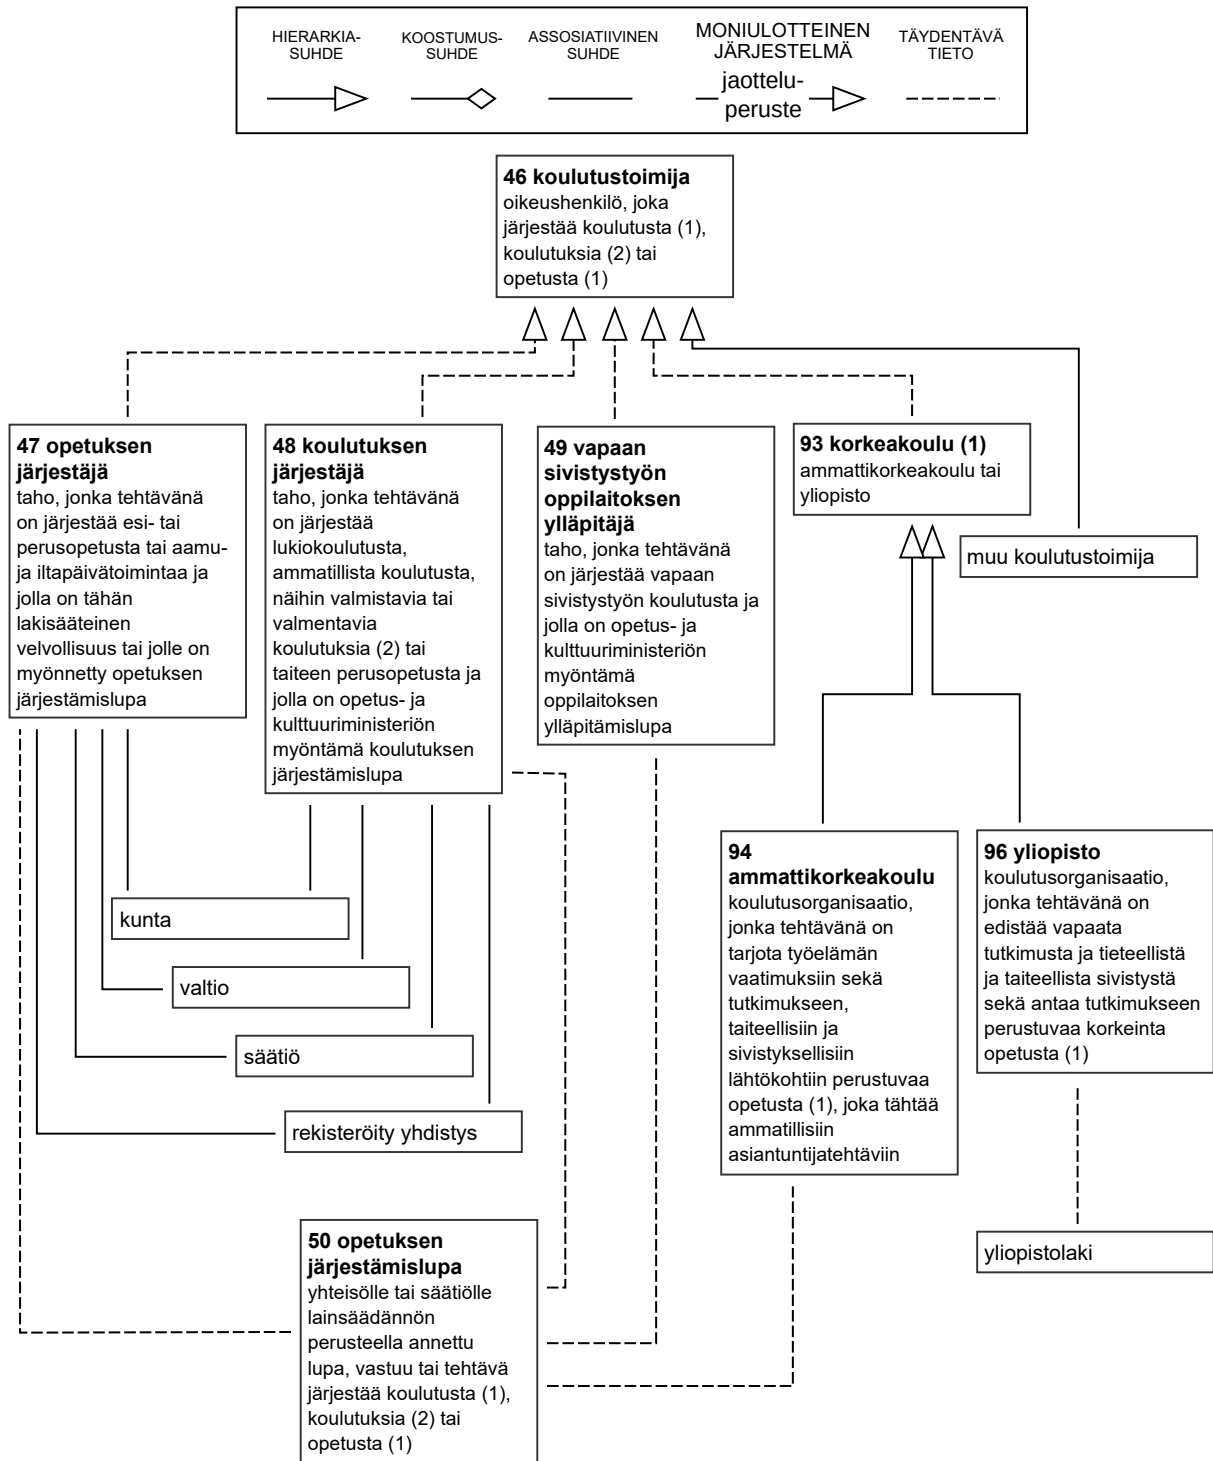 HIERARKIA-
SUHDE
KOOSTUMUS-
SUHDE
ASSOSIATIIVINEN
SUHDE
MONIULOTTEINEN
JÄRJESTELMÄ
jaottelu-
peruste
TÄYDENTÄVÄ
TIETO
46 koulutustoimija
oikeushenkilö, joka
järjestää koulutusta (1),
koulutuksia (2) tai
opetusta (1)
47 opetuksen
järjestäjä
taho, jonka tehtävänä
on järjestää esi- tai
perusopetusta tai aamu-
ja iltapäivätoimintaa ja
jolla on tähän
lakisääteinen
velvollisuus tai jolle on
myönnetty opetuksen
järjestämislupa
48 koulutuksen
järjestäjä
taho, jonka tehtävänä
on järjestää
lukiokoulutusta,
ammatillista koulutusta,
näihin valmistavia tai
valmentavia
koulutuksia (2) tai
taiteen perusopetusta ja
jolla on opetus- ja
kulttuuriministeriön
myöntämä koulutuksen
järjestämislupa
49 vapaan
sivistystyön
oppilaitoksen
ylläpitäjä
taho, jonka tehtävänä
on järjestää vapaan
sivistystyön koulutusta ja
jolla on opetus- ja
kulttuuriministeriön
myöntämä
oppilaitoksen
ylläpitämislupa
93 korkeakoulu (1)
ammattikorkeakoulu tai
yliopisto
muu koulutustoimija
94
ammattikorkeakoulu
koulutusorganisaatio,
jonka tehtävänä on
tarjota työelämän
vaatimuksiin sekä
tutkimukseen,
taiteellisiin ja
sivistyksellisiin
lähtökohtiin perustuvaa
opetusta (1), joka tähtää
ammatillisiin
asiantuntijatehtäviin
96 yliopisto
koulutusorganisaatio,
jonka tehtävänä on
edistää vapaata
tutkimusta ja tieteellistä
ja taiteellista sivistystä
sekä antaa tutkimukseen
perustuvaa korkeinta
opetusta (1)
kunta
valtio
säätiö
rekisteröity yhdistys
50 opetuksen
järjestämislupa
yhteisölle tai säätiölle
lainsäädännön
perusteella annettu
lupa, vastuu tai tehtävä
järjestää koulutusta (1),
koulutuksia (2) tai
opetusta (1)
yliopistolaki